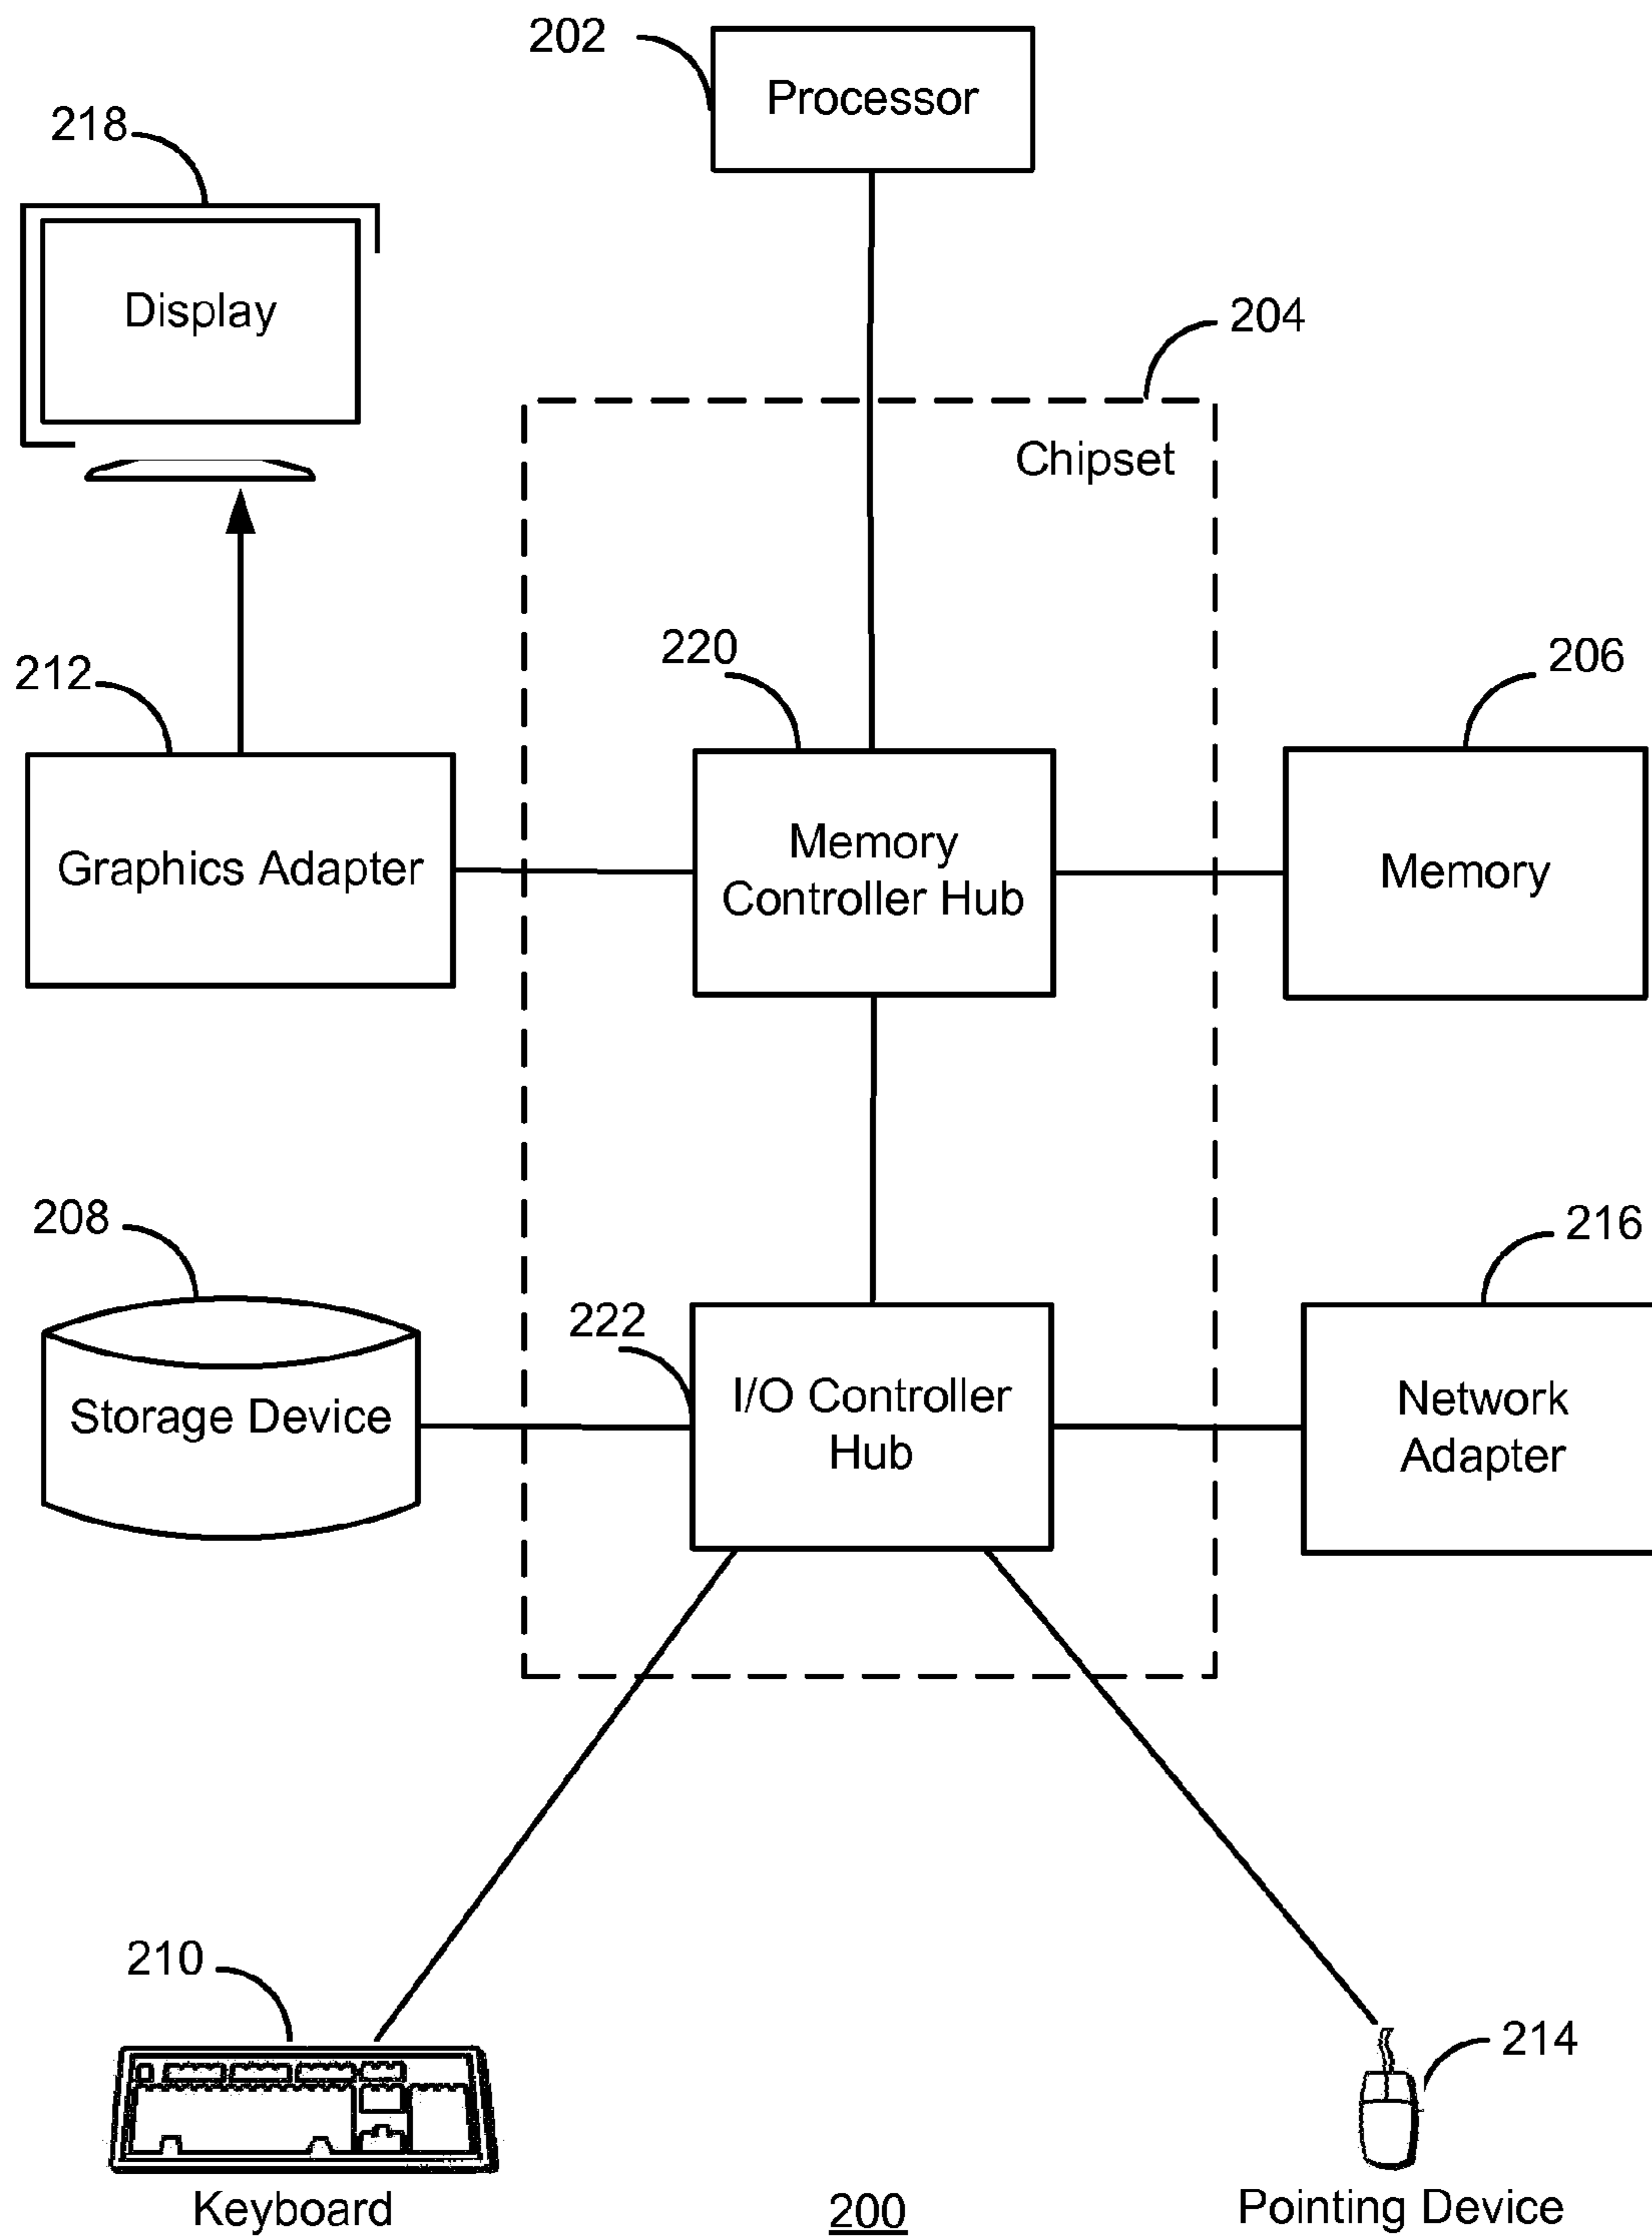 202
Processor
218
Display
204
Chipset
220
212
206
Memory
Controller Hub
Graphics Adapter
Memory
208
216
222
I/O Controller
Hub
Storage Device
Network
Adapter
210
214
Keyboard
200
Pointing Device